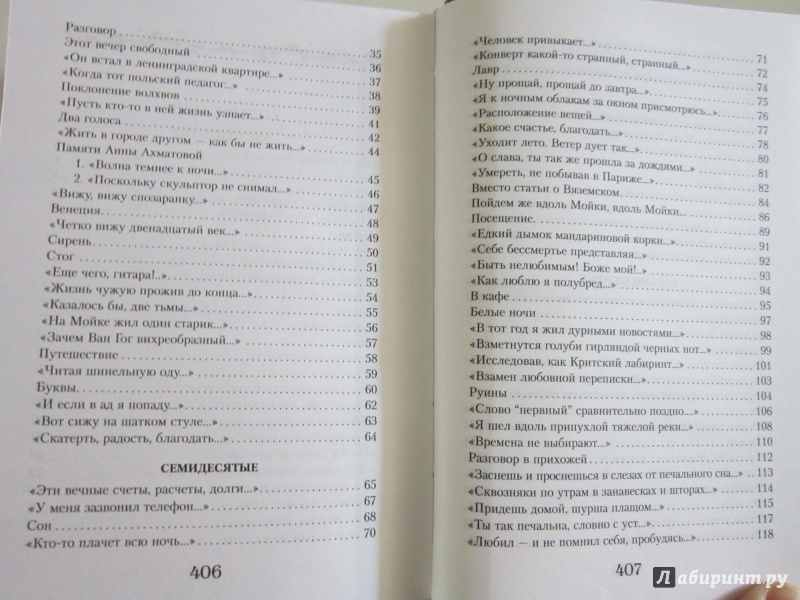 Разговор 35
Этот вечер свободный 36
«Он встал в ленинградской квартире...» 37
«Когда тот польский педагог...» 38
Поклонение волхвов 39
«Пусть кто-то в ней жизнь узнает...» 41
Два голоса 42
«Жить в городе другом — как бы не жить...» 44
Памяти Анны Ахматовой
1. «Волна темнее к ночи...» 45
2. «Поскольку скульптор не снимал...» 46
«Вижу, вижу спозаранку...» 47
Венеция 48
«Четко вижу двенадцатый век...» 49
Сирень 50
Стог 51
«Еще чего, гитара!..» 53
«Жизнь чужую прожив до конца...» 54
«Казалось бы, две тьмы...» 55
«На Мойке жил один старик...» 56
«Зачем Ван Гог вихреобразный...» 57
Путешествие 58
«Читая шинельную оду...» 59
Буквы 60
«И если в ад я попаду...» 62
«Вот сижу на шатком стуле...» 63
«Скатерть, радость, благодать...» 64
СЕМИДЕСЯТЫЕ
«Эти вечные счеты, расчеты, долги...» 65
«У меня зазвонил телефон...» 67
Сон 68
«Кто-то плачет всю ночь...» 70
406
«Человек привыкает...» 71
«Конверт какой-то странный, странный...» 72
Лавр 74
«Ну прощай, прощай до завтра...» 75
«Я к ночным облакам за окном присмотрюсь...» 76
«Расположение вещей...» 77
«Какое счастье, благодать...» 78
«Уходит лето. Ветер дует так...» 80
«О слава, ты так же прошла за дождями...» 81
«Умереть, не побывав в Париже...» 82
Вместо статьи о Вяземском 84
Пойдем же вдоль Мойки, вдоль Мойки 86
Посещение 89
«Едкий дымок мандариновой корки...» 91
«Себе бессмертье представляя...» 92
«Быть нелюбимым! Боже мой!..» 93
«Как люблю я полубред...» 94
В кафе 95
Белые ночи 97
«В тот год я жил дурными новостями...» 98
«Взметнутся голуби гирляндой черных нот...» 99
«Исследовав, как Критский лабиринт...» 101
«Взамен любовной переписки...» 103
Руины 104
«Слово “нервный” сравнительно поздно...» 106
«Я шел вдоль припухлой тяжелой реки...» 108
«Времена не выбирают...» 110
Разговор в прихожей 112
«Заснешь и проснешься в слезах от печального сна...» 113
«Сквозняки по утрам в занавесках и шторах...» 114
«Придешь домой, шурша плащом...» 115
«Ты так печальна, словно с уст...» 117
«Любил — и не помнил себя, пробудясь...» 118
407
Лабиринт.ру